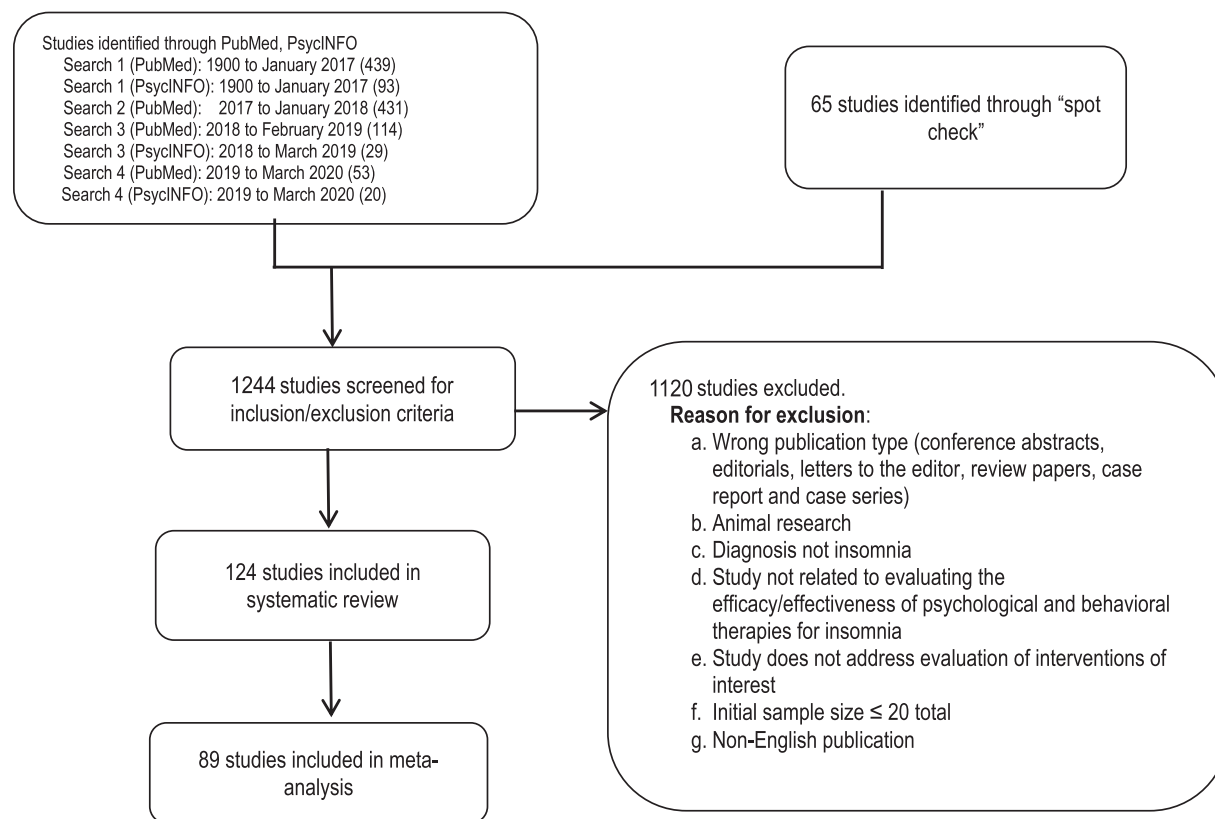 Studies identified through PubMed, PsycINFO
Search 1 (PubMed): 1900 to January 2017 (439)
Search 1 (PsycINFO): 1900 to January 2017 (93)
Search 2 (PubMed): 2017 to January 2018 (431)
Search 3 (PubMed): 2018 to February 2019 (114)
Search 3 (PsycINFO): 2018 to March 2019 (29)
Search 4 (PubMed): 2019 to March 2020 (53)
Search 4 (PsycINFO): 2019 to March 2020 (20)
65 studies identified through “spot
check”
1244 studies screened for
inclusion/exclusion criteria
1120 studies excluded.
Reason for exclusion:
a. Wrong publication type (conference abstracts,
editorials, letters to the editor, review papers, case
report and case series)
b. Animal research
c. Diagnosis not insomnia
d. Study not related to evaluating the
efficacy/effectiveness of psychological and behavioral
therapies for insomnia
e. Study does not address evaluation of interventions of
interest
f. Initial sample size ≤ 20 total
g. Non-English publication
124 studies included in
systematic review
89 studies included in meta-
analysis